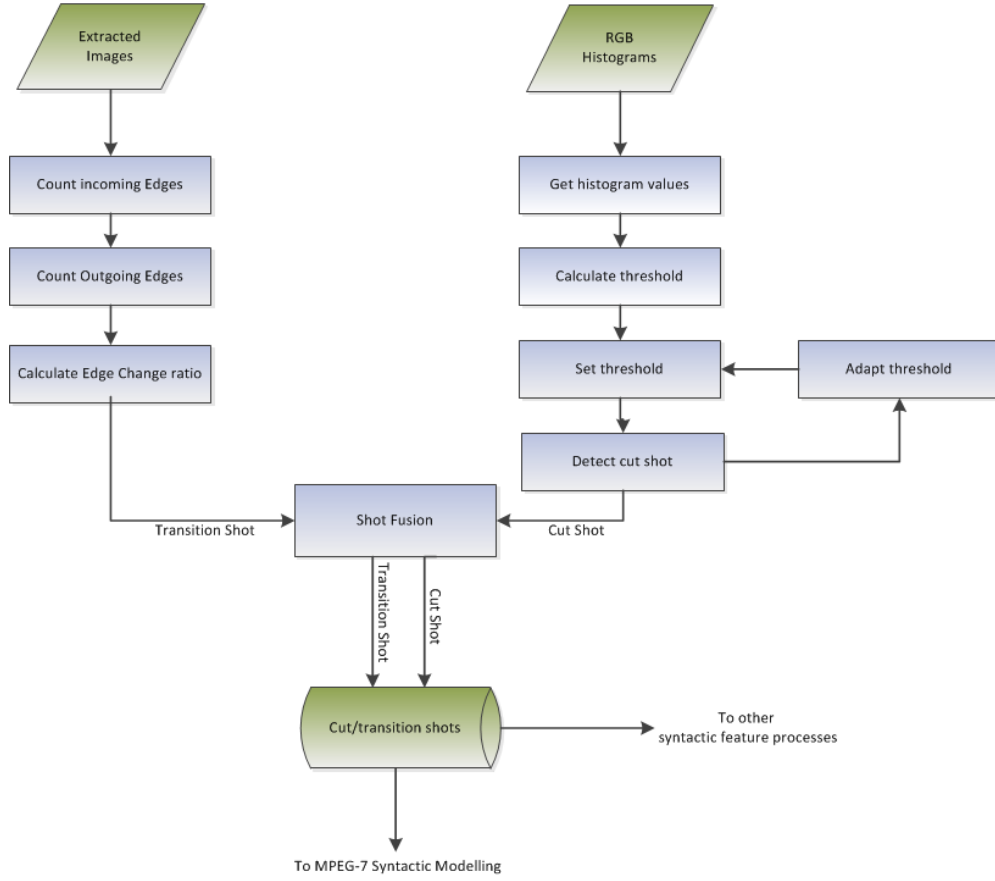 Extracted
Images
RGB
Histograms
Count incoming Edges
Get histogram values
Count Outgoing Edges
Calculate threshold
Calculate Edge Change ratio
Set threshold
Adapt threshold
Detect cut shot
Shot Fusion
Transition Shot
Cut Shot
Transition Shot
Cut Shot
Cut/transition shots
To other
syntactic feature processes
To MPEG-7 Syntactic Modelling